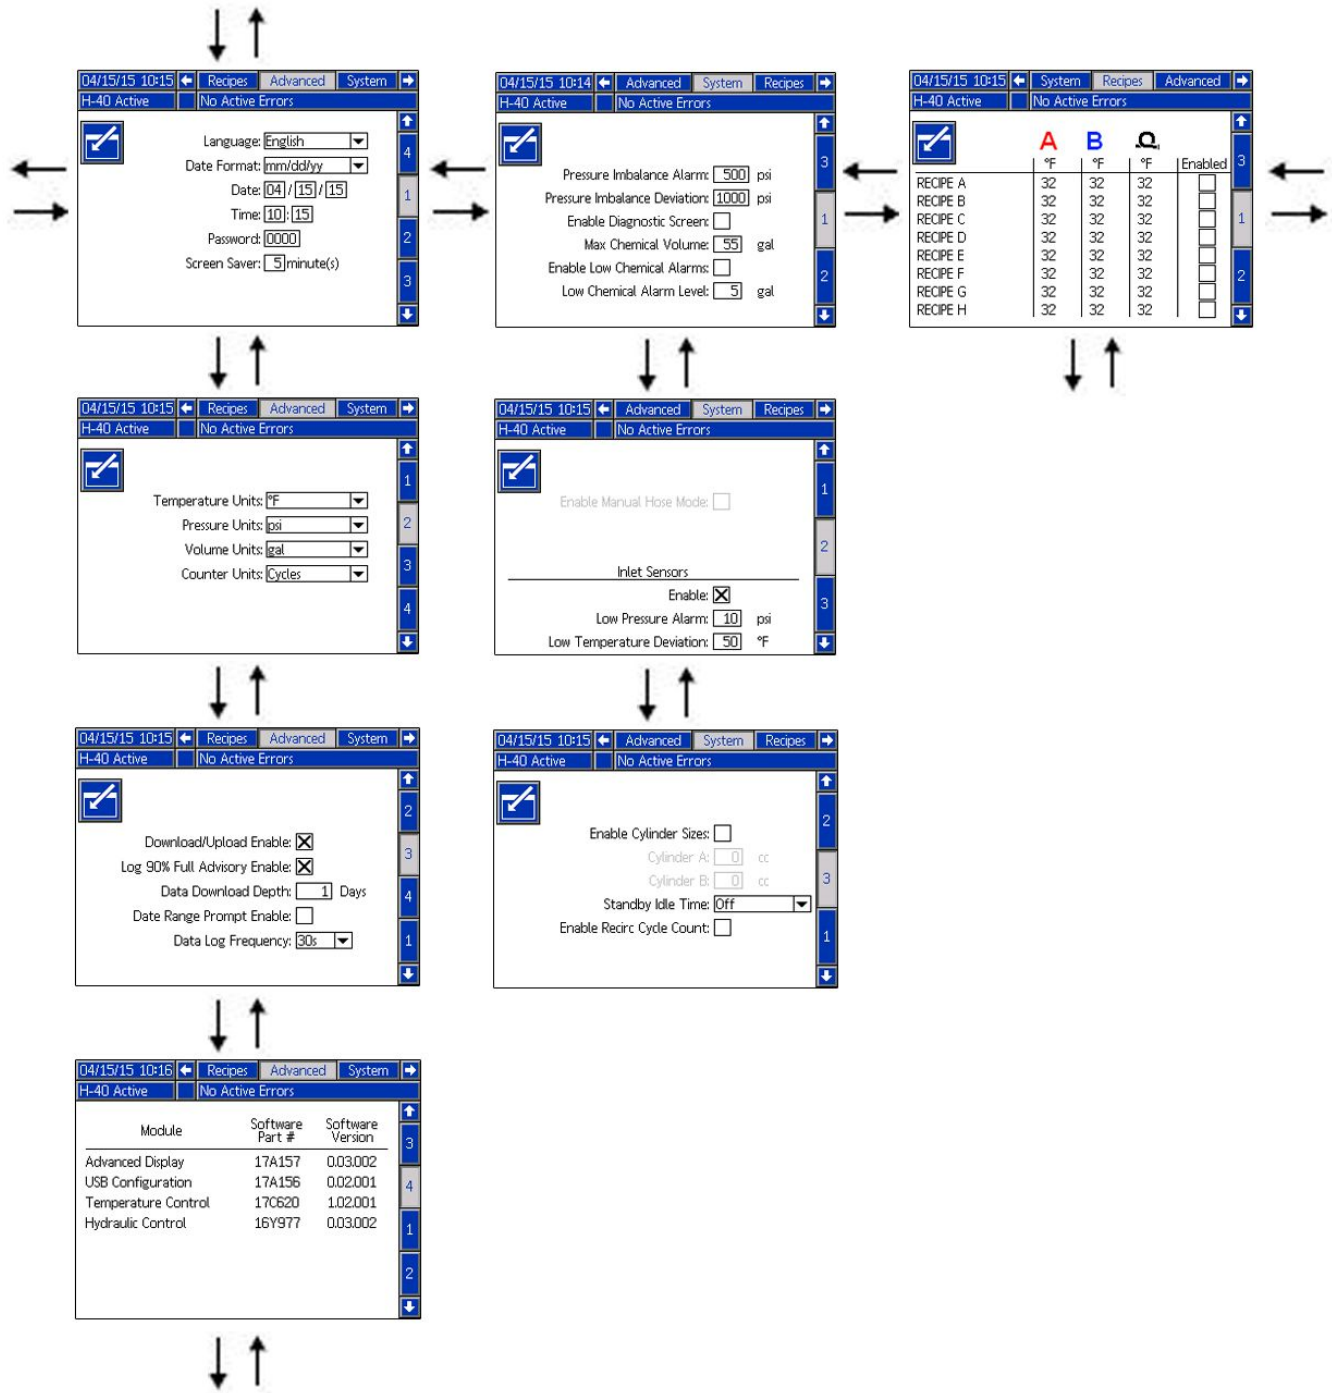 04/15/15 10:15 Recipes Advanced System
H-40 Active No Active Errors
Language: English
Date Format: mm/dd/yy
Date: 04 / 15 / 15
Time: 10 : 15
Password: 0000
Screen Saver: 5 minute(s)
4
1
2
3
04/15/15 10:14 Advanced System Recipes
H-40 Active No Active Errors
Pressure Imbalance Alarm: 500 psi
Pressure Imbalance Deviation: 1000 psi
Enable Diagnostic Screen:
Max Chemical Volume: 55 gal
Enable Low Chemical Alarms:
Low Chemical Alarm Level: 5 gal
3
1
2
04/15/15 10:15 System Recipes Advanced
H-40 Active No Active Errors
A B
°F °F °F Enabled
RECIPE A 32 32 32
RECIPE B 32 32 32
RECIPE C 32 32 32
RECIPE D 32 32 32
RECIPE E 32 32 32
RECIPE F 32 32 32
RECIPE G 32 32 32
RECIPE H 32 32 32
3
1
2
04/15/15 10:15 Recipes Advanced System
H-40 Active No Active Errors
Temperature Units: °F
Pressure Units: psi
Volume Units: gal
Counter Units: Cycles
1
2
3
4
04/15/15 10:15 Advanced System Recipes
H-40 Active No Active Errors
Enable Manual Hose Mode:
Inlet Sensors
Enable:
Low Pressure Alarm: 10 psi
Low Temperature Deviation: 50 °F
1
2
3
04/15/15 10:15 Recipes Advanced System
H-40 Active No Active Errors
Download/Upload Enable:
Log 90% Full Advisory Enable:
Data Download Depth: 1 Days
Date Range Prompt Enable:
Data Log Frequency: 30s
2
3
4
1
04/15/15 10:15 Advanced System Recipes
H-40 Active No Active Errors
Enable Cylinder Sizes:
Cylinder A: 0 cc
Cylinder B: 0 cc
Standby Idle Time: Off
Enable Recirc Cycle Count:
2
3
1
04/15/15 10:16 Recipes Advanced System
H-40 Active No Active Errors
Module Software Part # Software Version
Advanced Display 17A157 0.03.002
USB Configuration 17A156 0.02.001
Temperature Control 17C620 1.02.001
Hydraulic Control 16Y977 0.03.002
3
4
1
2